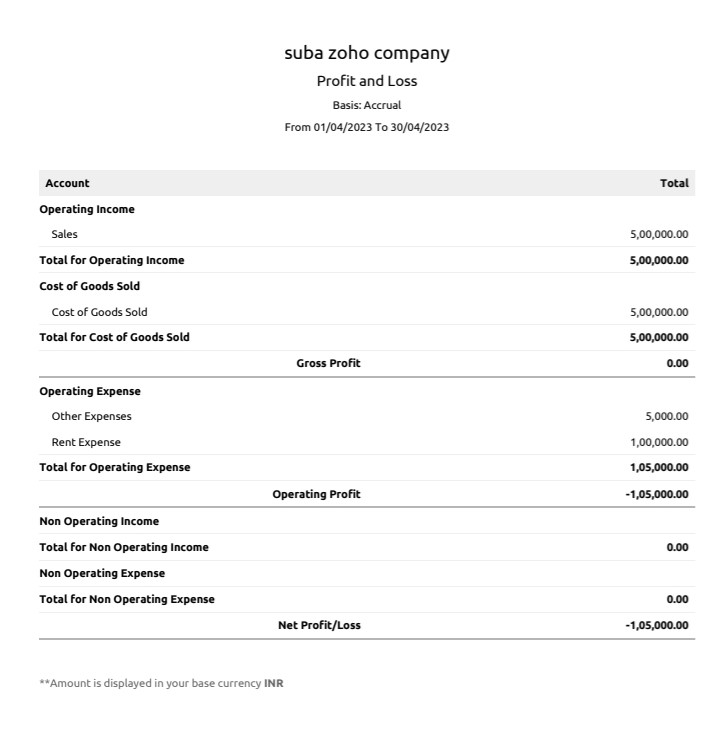 suba zoho company
Profit and Loss
Basis: Accrual
From 01/04/2023 To 30/04/2023
Account Total
Operating Income
Sales 5,00,000.00
Total for Operating Income 5,00,000.00
Cost of Goods Sold
Cost of Goods Sold 5,00,000.00
Total for Cost of Goods Sold 5,00,000.00
Gross Profit 0.00
Operating Expense
Other Expenses 5,000.00
Rent Expense 1,00,000.00
Total for Operating Expense 1,05,000.00
Operating Profit -1,05,000.00
Non Operating Income
Total for Non Operating Income 0.00
Non Operating Expense
Total for Non Operating Expense 0.00
Net Profit/Loss -1,05,000.00
**Amount is displayed in your base currency INR